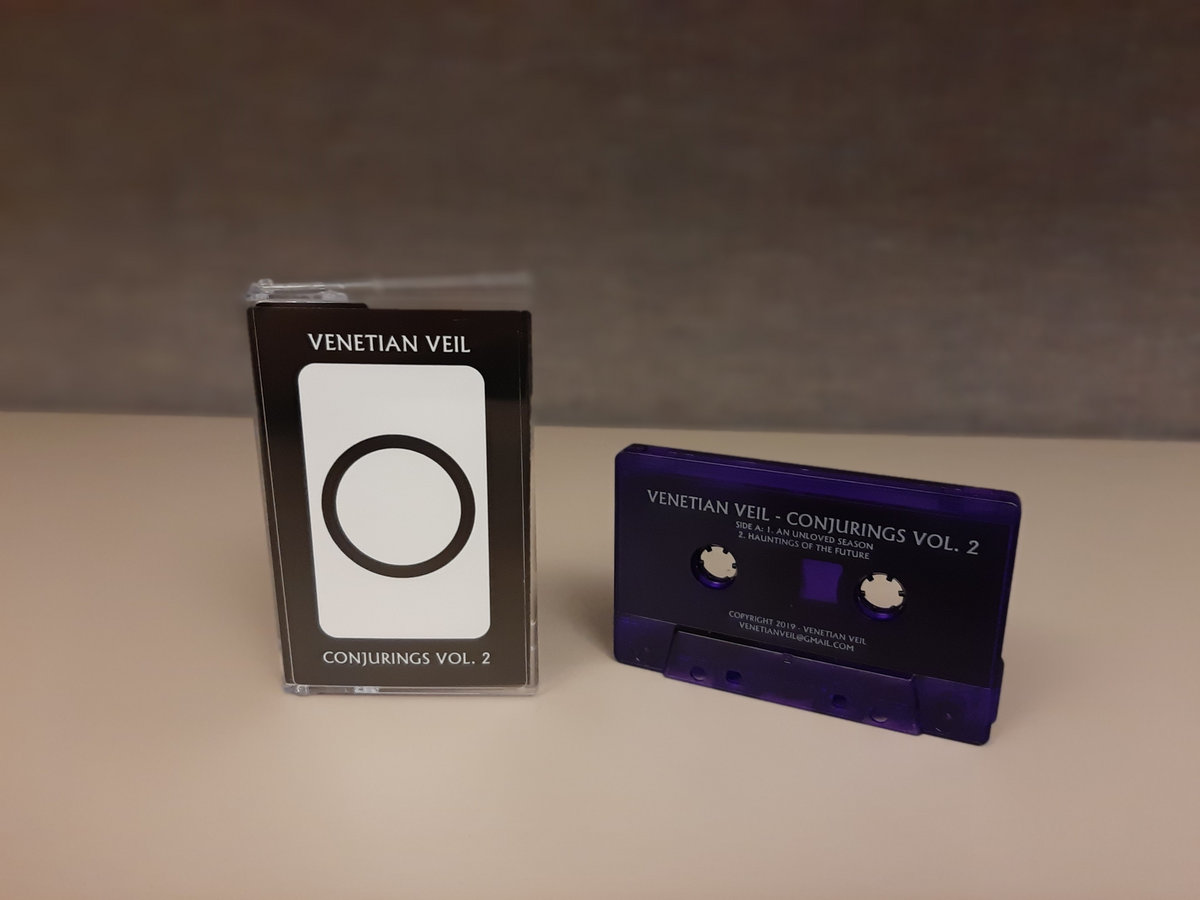 VENETIAN VEIL
CONJURINGS VOL. 2
VENETIAN VEIL - CONJURINGS VOL. 2
SIDE A: 1. AN UNLOVED SEASON
2. HAUNTINGS OF THE FUTURE
COPYRIGHT 2019 - VENETIAN VEIL
VENETIANVEIL@GMAIL.COM